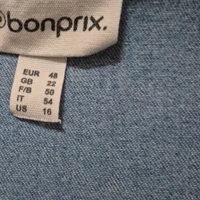 bonprix.
EUR 48
GB 22
F/B 50
IT 54
US 16